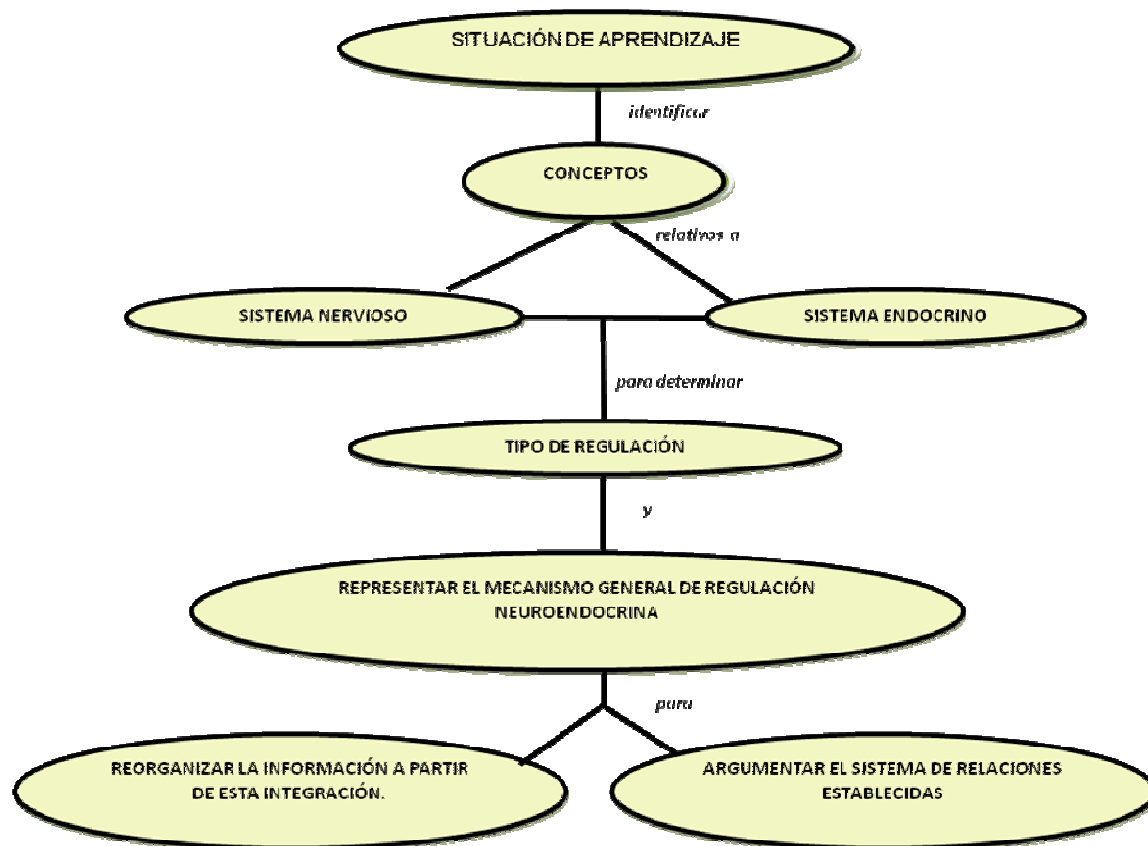 SITUACIÓN DE APRENDIZAJE
identificar
CONCEPTOS
relativos a
SISTEMA NERVIOSO
SISTEMA ENDOCRINO
para determinar
TIPO DE REGULACIÓN
y
REPRESENTAR EL MECANISMO GENERAL DE REGULACIÓN
NEUROENDOCRINA
para
REORGANIZAR LA INFORMACIÓN A PARTIR
DE ESTA INTEGRACIÓN.
ARGUMENTAR EL SISTEMA DE RELACIONES
ESTABLECIDAS